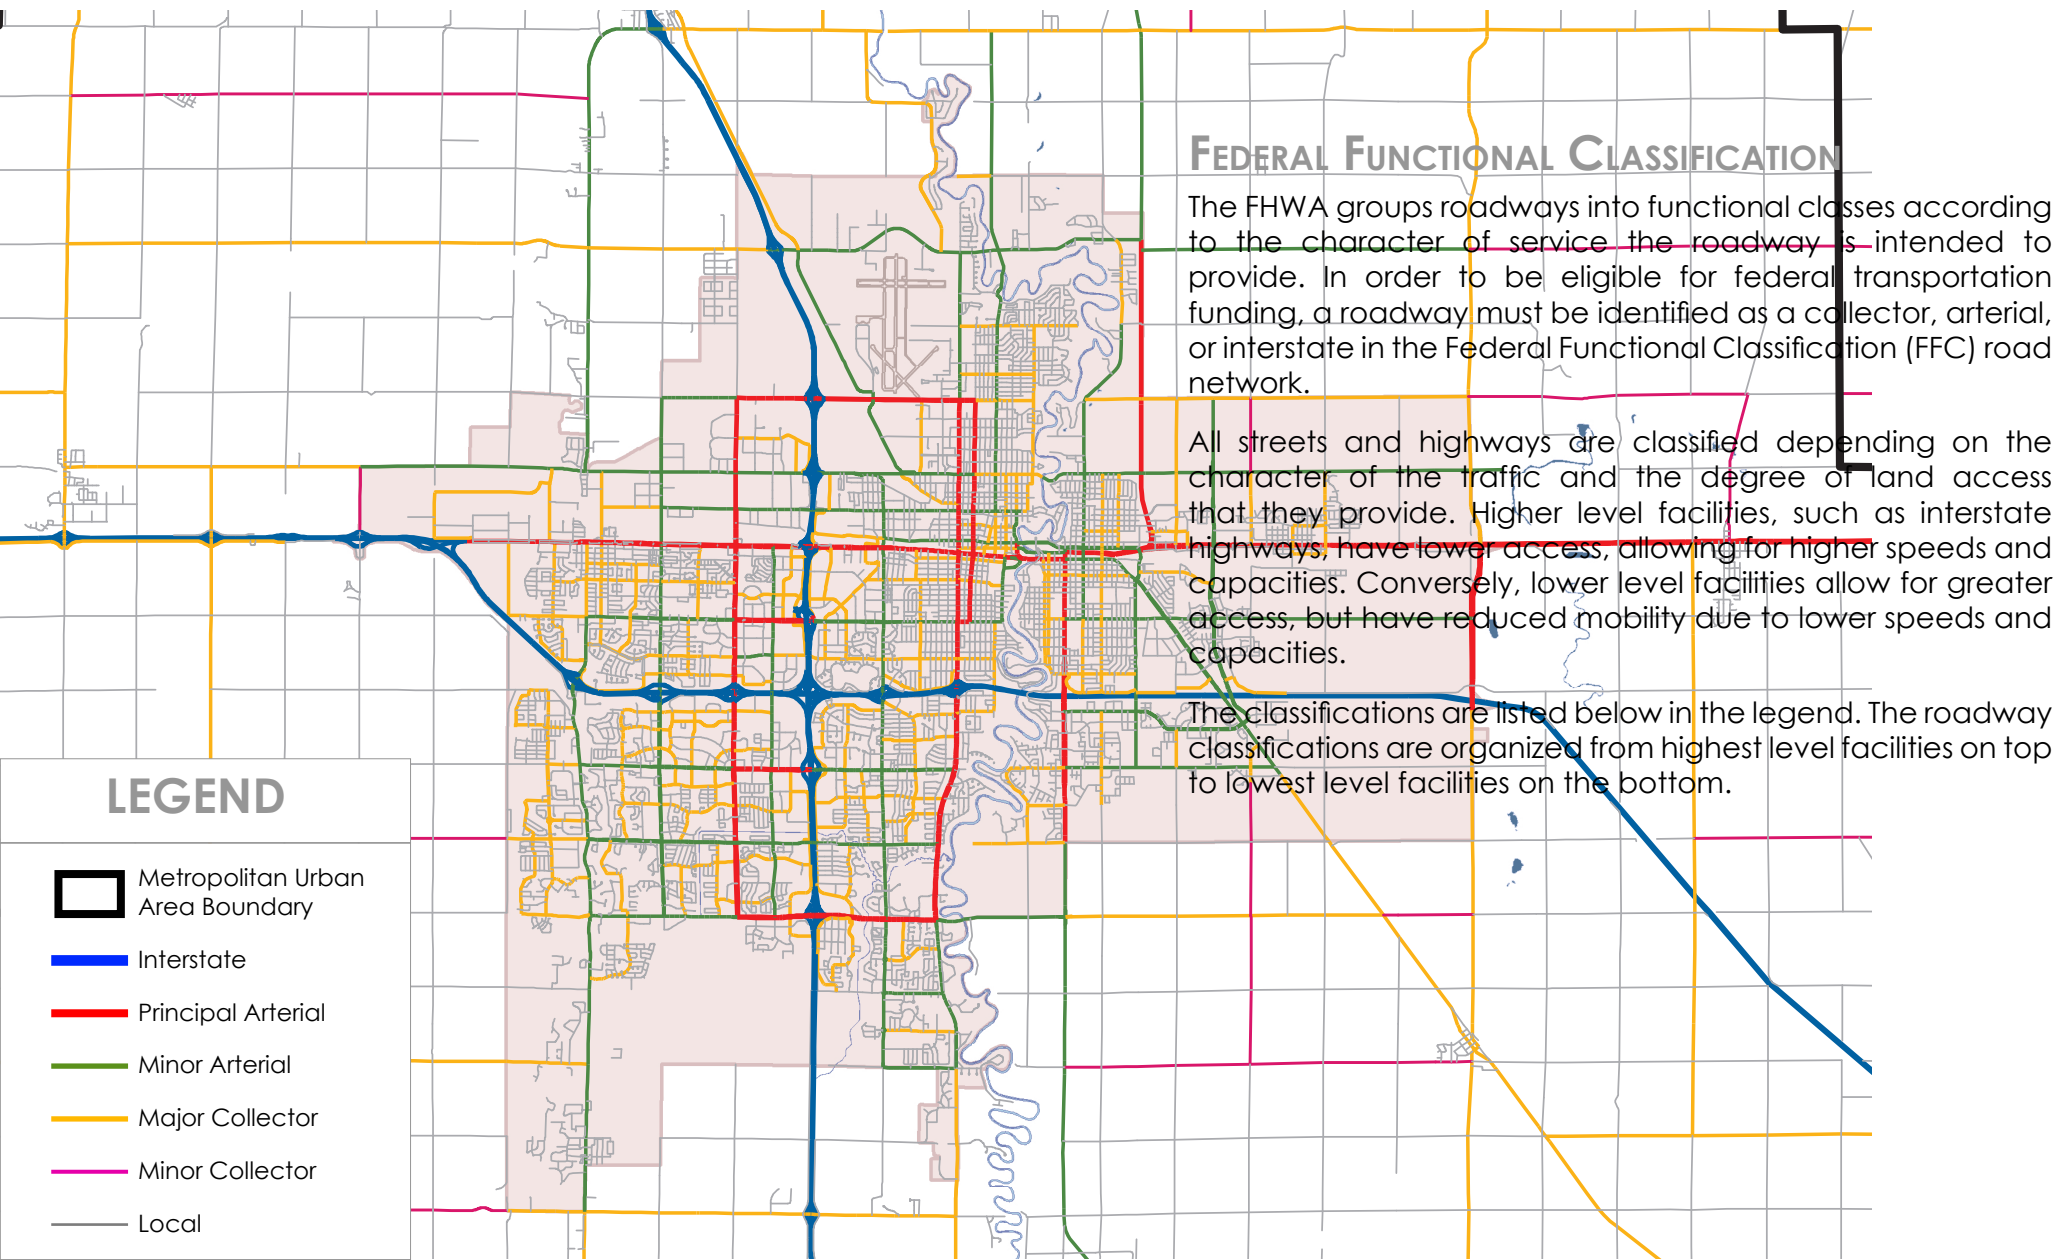 FEDERAL FUNCTIONAL CLASSIFICATION
The FHWA groups roadways into functional classes according
to the character of service the roadway is intended to
provide. In order to be eligible for federal transportation
funding, a roadway must be identified as a collector, arterial,
or interstate in the Federal Functional Classification (FFC) road
network.
All streets and highways are classified depending on the
character of the traffic and the degree of land access
that they provide. Higher level facilities, such as interstate
highways, have lower access, allowing for higher speeds and
capacities. Conversely, lower level facilities allow for greater
access, but have reduced mobility due to lower speeds and
capacities.
The classifications are listed below in the legend. The roadway
classifications are organized from highest level facilities on top
to lowest level facilities on the bottom.
LEGEND
Metropolitan Urban
Area Boundary
Interstate
Principal Arterial
Minor Arterial
Major Collector
Minor Collector
Local